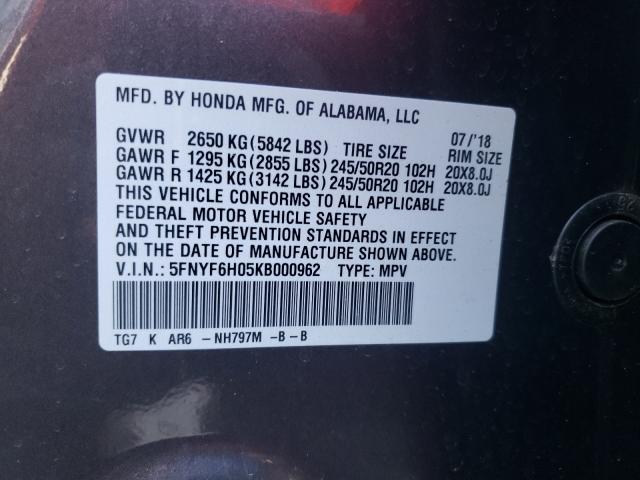 MFD. BY HONDA MFG. OF ALABAMA, LLC
07/'18
GVWR 2650 KG(5842 LBS) TIRE SIZE RIM SIZE
GAWR F 1295 KG(2855 LBS)245/50R20 102H 20X8.0J
GAWR R 1425 KG(3142 LBS)245/50R20 102H 20X8.0J
THIS VEHICLE CONFORMS TO ALL APPLICABLE
FEDERAL MOTOR VEHICLE SAFETY
AND THEFT PREVENTION STANDARDS IN EFFECT
ON THE DATE OF MANUFACTURE SHOWN ABOVE.
V.I.N.: 5FNYF6H05KB000962 TYPE: MPV
TG7 K AR6 -NH797M -B-B